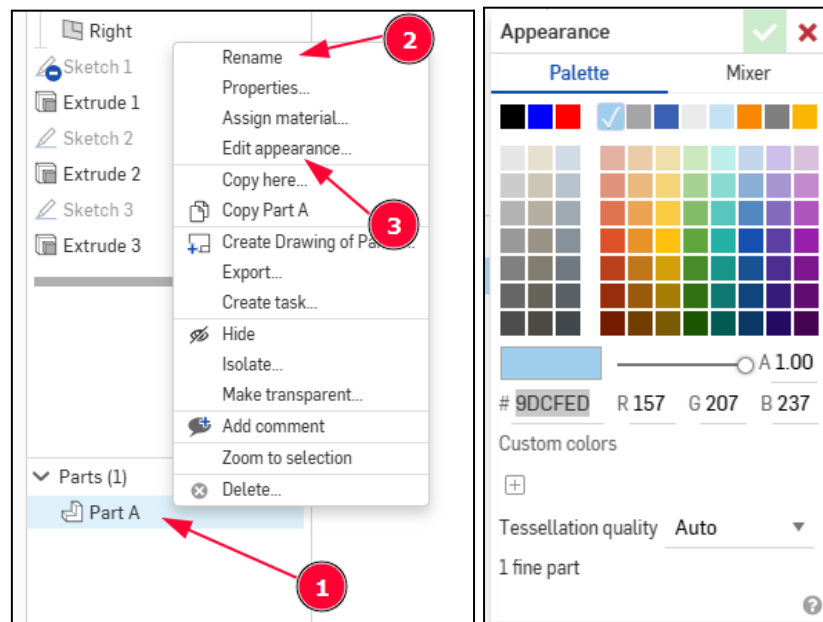 Right
Sketch 1
Extrude 1
Sketch 2
Extrude 2
Sketch 3
Extrude 3
Parts (1)
Part A
Rename
Properties...
Assign material...
Edit appearance...
Copy here...
Copy Part A
Create Drawing of
Export...
Create task...
Hide
Isolate...
Make transparent...
Add comment
Zoom to selection
Delete...
2
3
1
Appearance
Palette Mixer
A 1.00
# 9DCFED R 157 G 207 B 237
Custom colors
Tessellation quality Auto
1 fine part
?